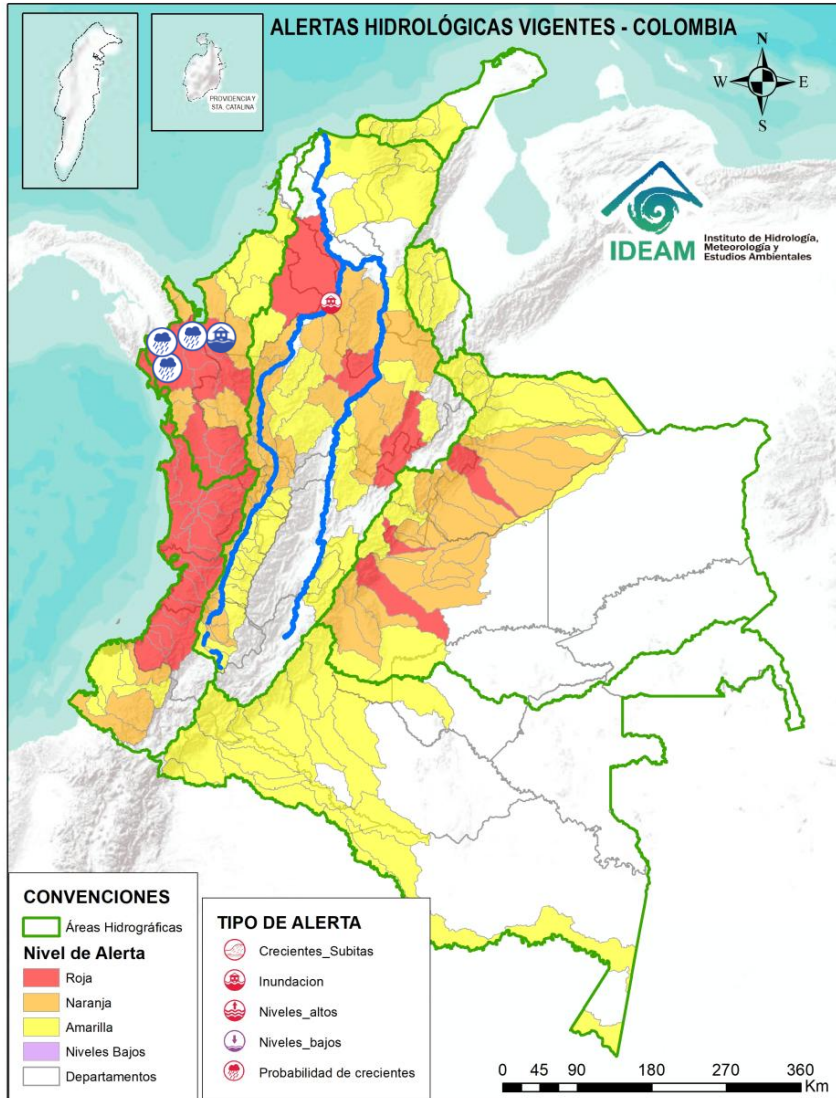 ALERTAS HIDROLÓGICAS VIGENTES - COLOMBIA
N
W
E
S
PROVIDENCIA Y
STA. CATALINA
IDEAM
Instituto de Hidrología,
Meteorología y
Estudios Ambientales
CONVENCIONES
Áreas Hidrográficas
Nivel de Alerta
Roja
Naranja
Amarilla
Niveles Bajos
Departamentos
TIPO DE ALERTA
Crecientes_Subitas
Inundacion
Niveles_altos
Niveles_bajos
Probabilidad de crecientes
0 45 90 180 270 360
Km